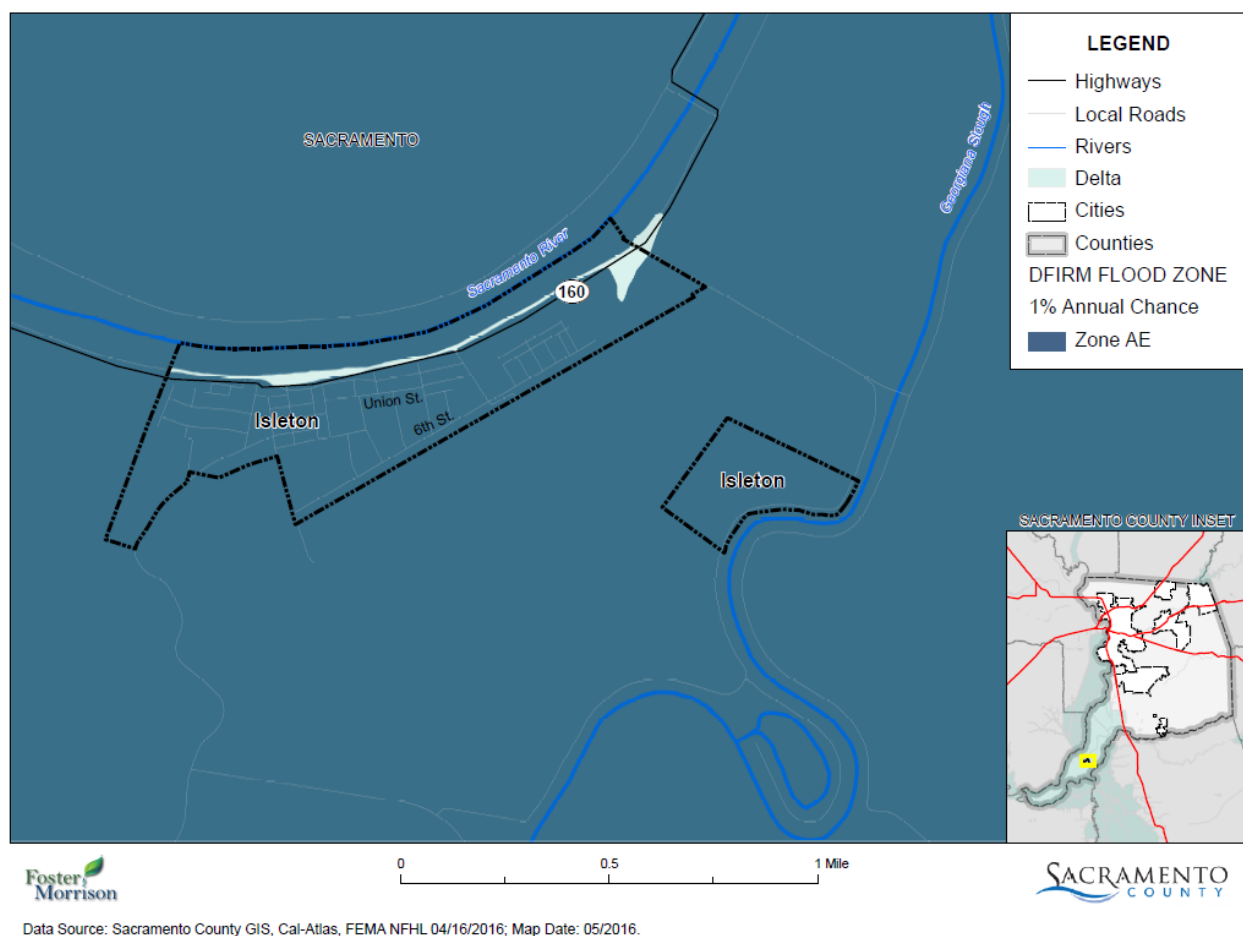 SACRAMENTO
Sacramento River
Georgiana Slough
160
Union St.
6th St.
Isleton
Isleton
LEGEND
Highways
Local Roads
Rivers
Delta
Cities
Counties
DFIRM FLOOD ZONE
1% Annual Chance
Zone AE
SACRAMENTO COUNTY INSET
0 0.5 1 Mile
Foster
Morrison
SACRAMENTO
COUNTY
Data Source: Sacramento County GIS, Cal-Atlas, FEMA NFHL 04/16/2016; Map Date: 05/2016.